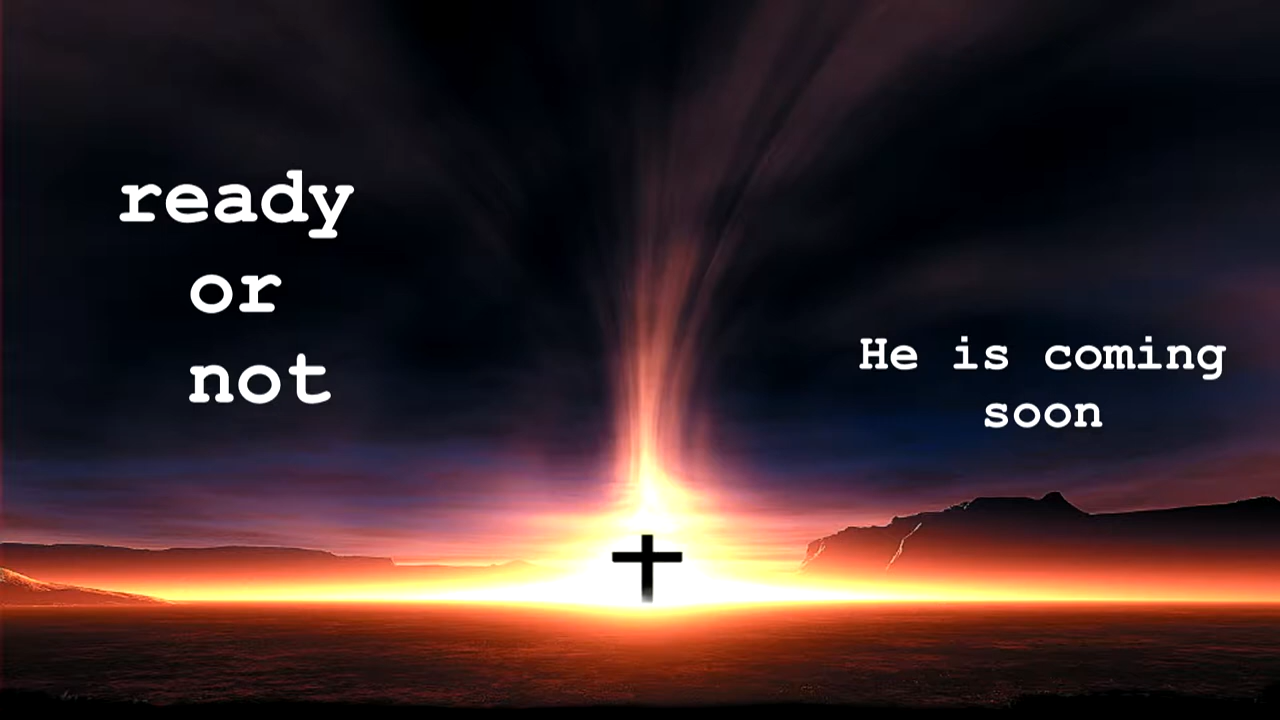 ready
or
not
He is coming
soon